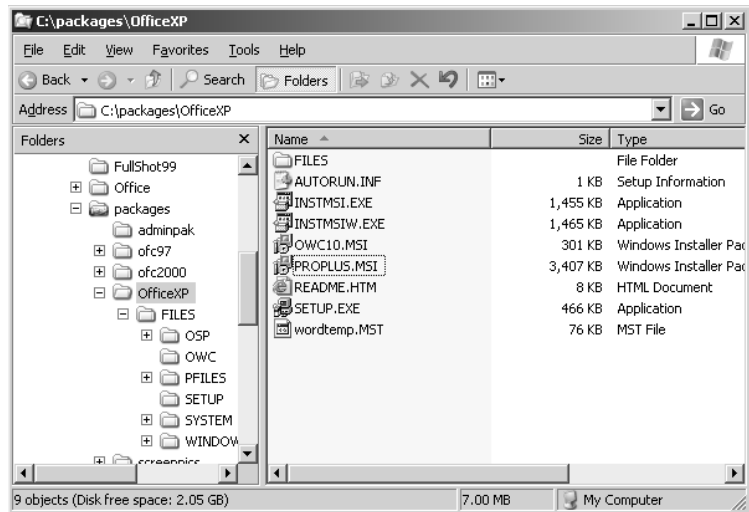 C:\packages\OfficeXP
File Edit View Favorites Tools Help
Back Search Folders
Address C:\packages\OfficeXP Go
Folders
FullShot99
Office
packages
adminpak
ofc97
ofc2000
OfficeXP
FILES
OSP
OWC
PFILES
SETUP
SYSTEM
WINDOW
screenpics
Name Size Type
FILES File Folder
AUTORUN.INF 1 KB Setup Information
INSTMSI.EXE 1,455 KB Application
INSTMSIW.EXE 1,465 KB Application
OWC10.MSI 301 KB Windows Installer Pac
PROPLUS.MSI 3,407 KB Windows Installer Pac
README.HTM 8 KB HTML Document
SETUP.EXE 466 KB Application
wordtemp.MST 76 KB MST File
9 objects (Disk free space: 2.05 GB) 7.00 MB My Computer